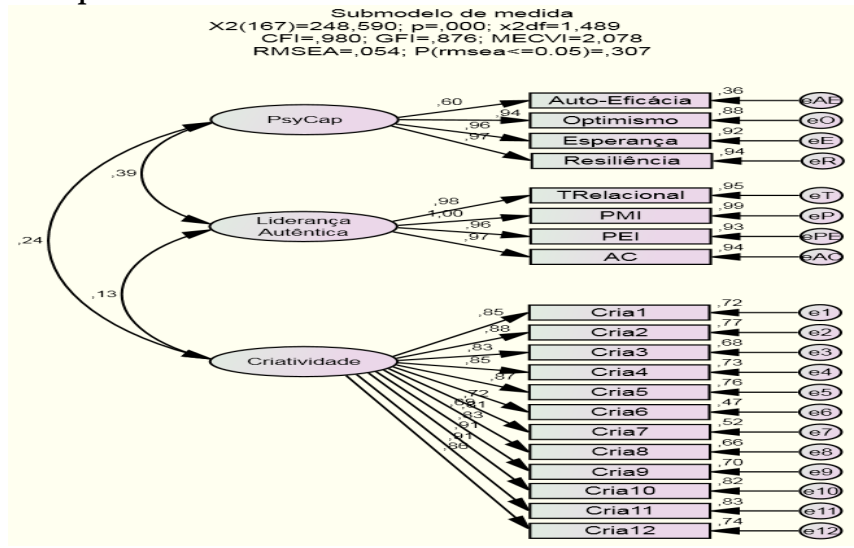 Submodelo de medida
X2(167)=248,590; p=,000; x2df=1,489
CFI=,980; GFI=,876; MECVI=2,078
RMSEA=,054; P(rmsea<=0.05)=,307
PsyCap
,60
,94
,96
,97
Auto-Eficácia
,36
eAE
Optimismo
,88
eO
Esperança
,92
eE
Resiliência
,94
eR
,39
,24
,13
Liderança
Autêntica
,98
1,00
,96
,97
TRelacional
,95
eT
PMI
,99
eP
PEI
,93
ePE
AC
,94
eAC
Criatividade
,85
,88
,83
,85
,87
,72
,81
,83
,91
,91
,86
Cria1
,72
e1
Cria2
,77
e2
Cria3
,68
e3
Cria4
,73
e4
Cria5
,76
e5
Cria6
,47
e6
Cria7
,52
e7
Cria8
,66
e8
Cria9
,70
e9
Cria10
,82
e10
Cria11
,83
e11
Cria12
,74
e12